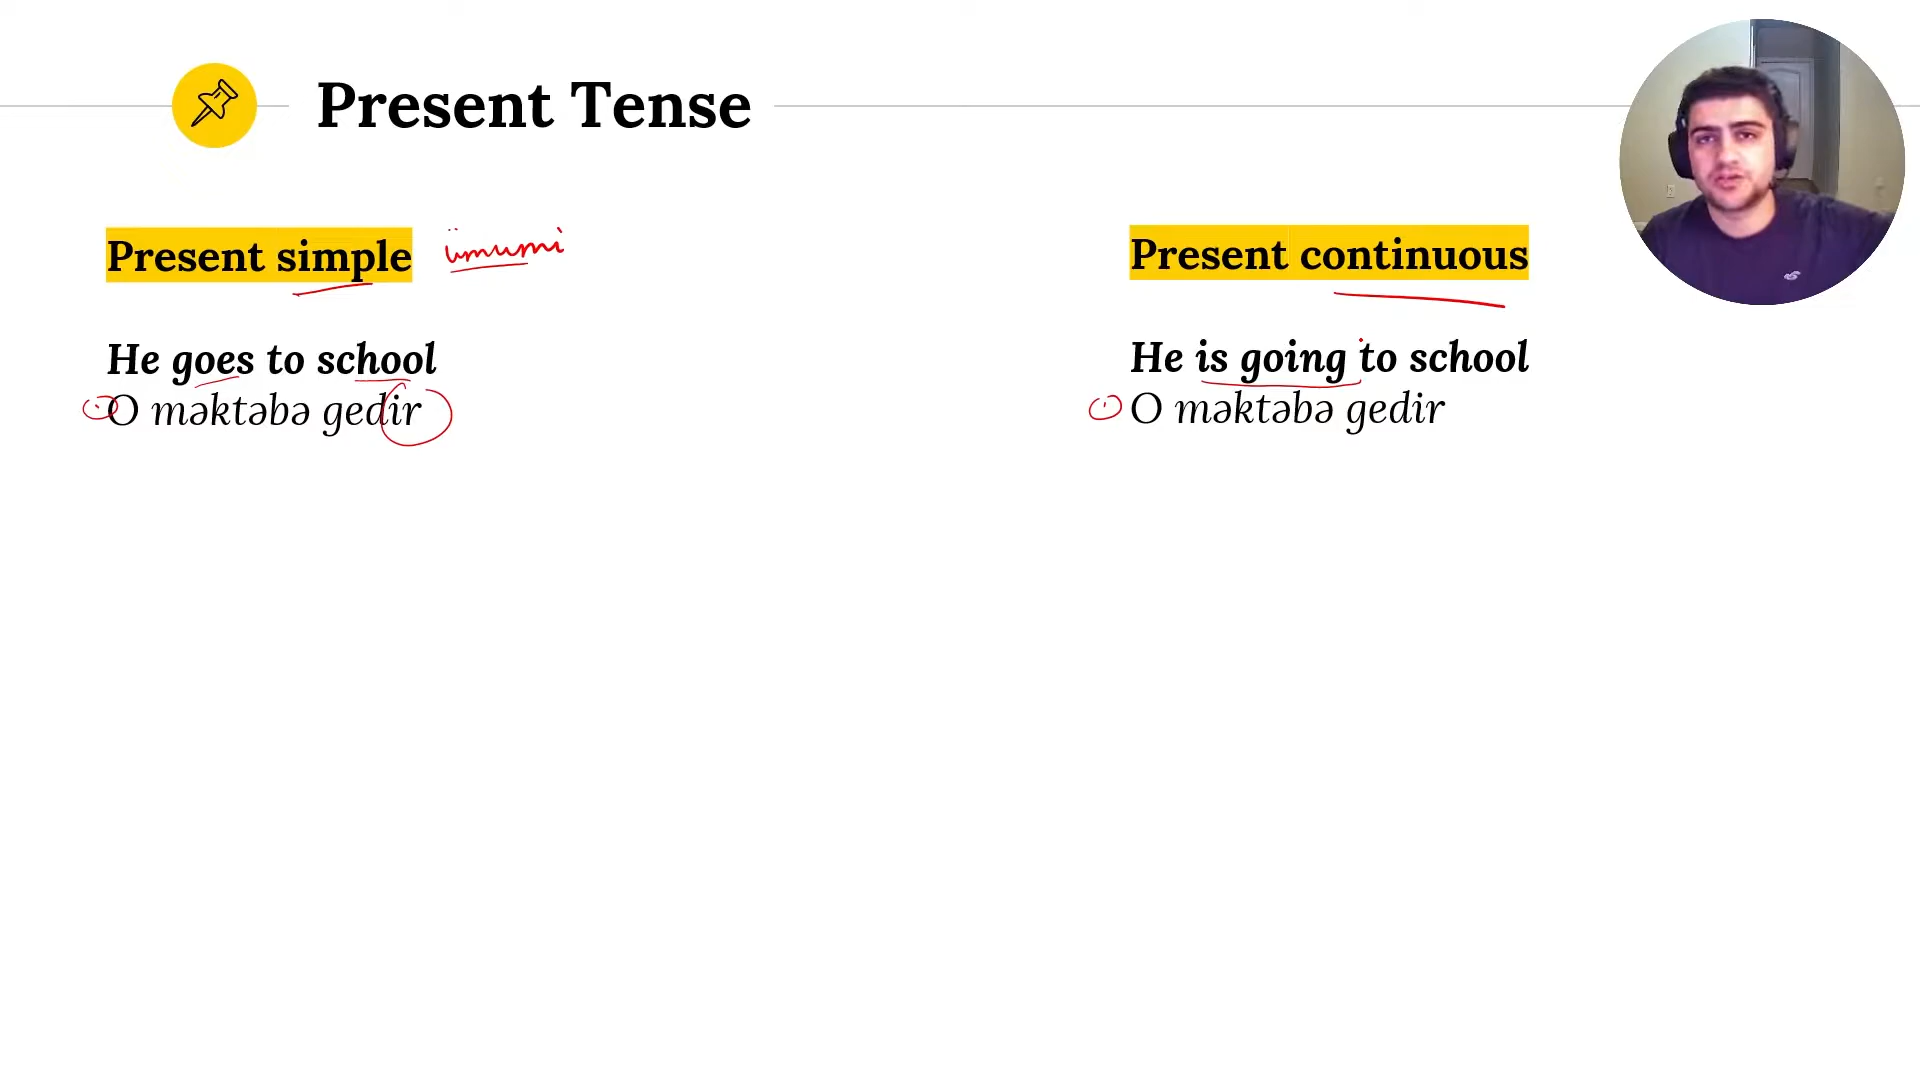 Present Tense
Present simple ümumi
He goes to school
O məktəbə gedir
Present continuous
He is going to school
O məktəbə gedir